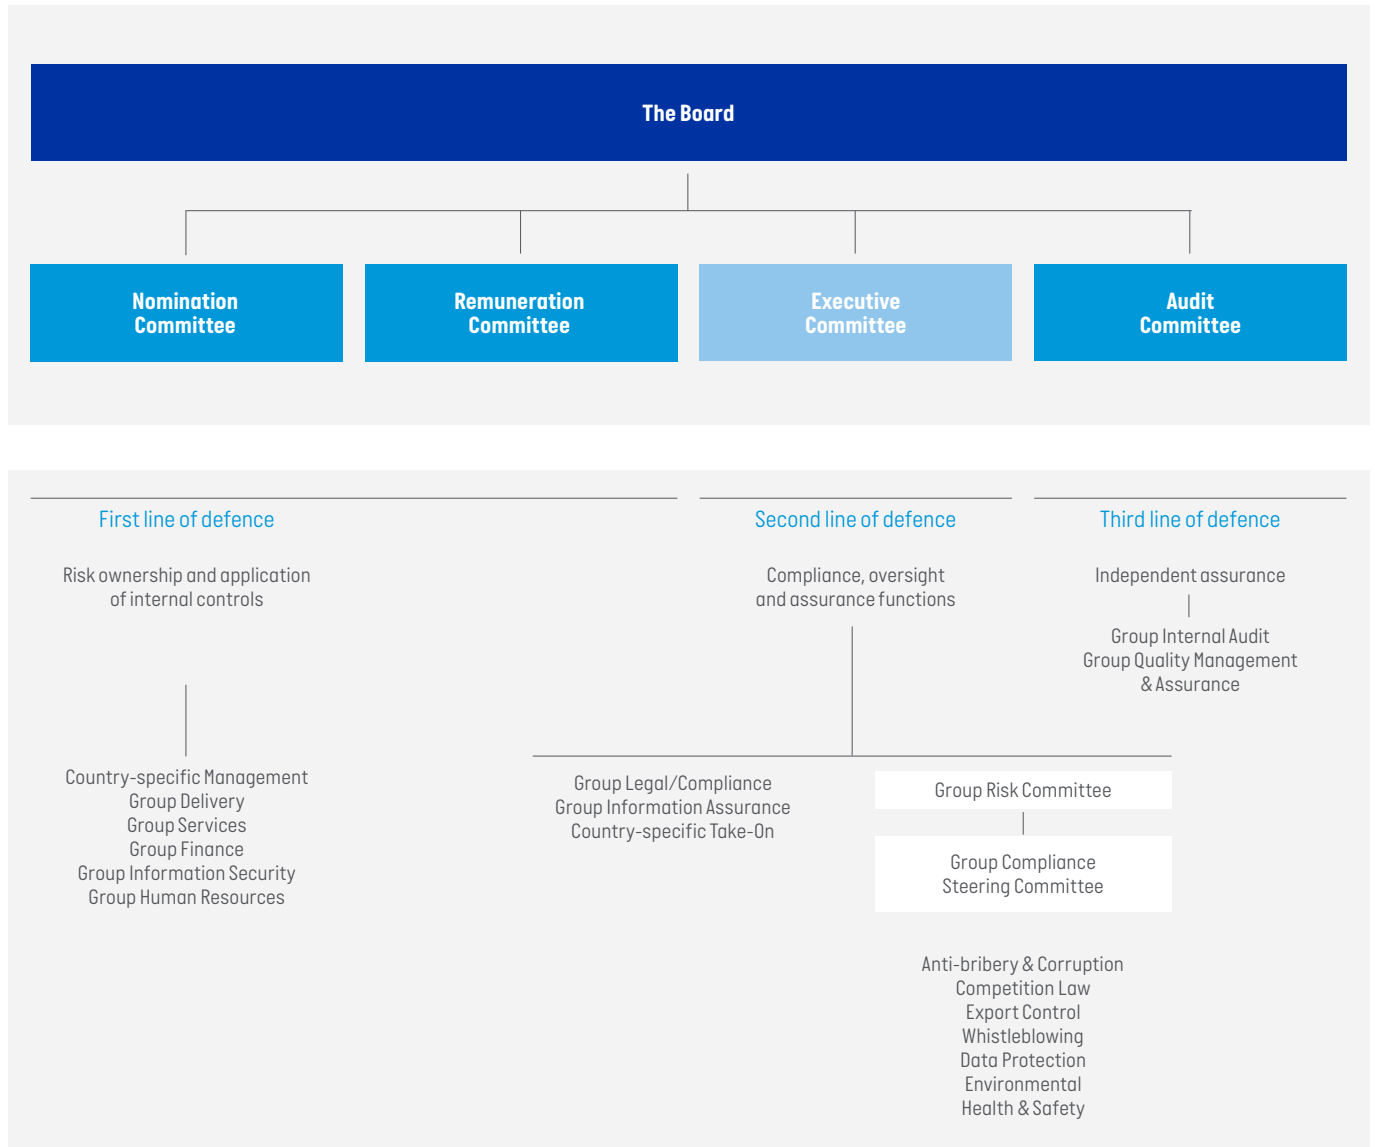 The Board
Nomination
Committee
Remuneration
Committee
Executive
Committee
Audit
Committee
First line of defence
Risk ownership and application
of internal controls
Country-specific Management
Group Delivery
Group Services
Group Finance
Group Information Security
Group Human Resources
Second line of defence
Compliance, oversight
and assurance functions
Group Legal/Compliance
Group Information Assurance
Country-specific Take-On
Group Risk Committee
Group Compliance
Steering Committee
Anti-bribery & Corruption
Competition Law
Export Control
Whistleblowing
Data Protection
Environmental
Health & Safety
Third line of defence
Independent assurance
Group Internal Audit
Group Quality Management
& Assurance